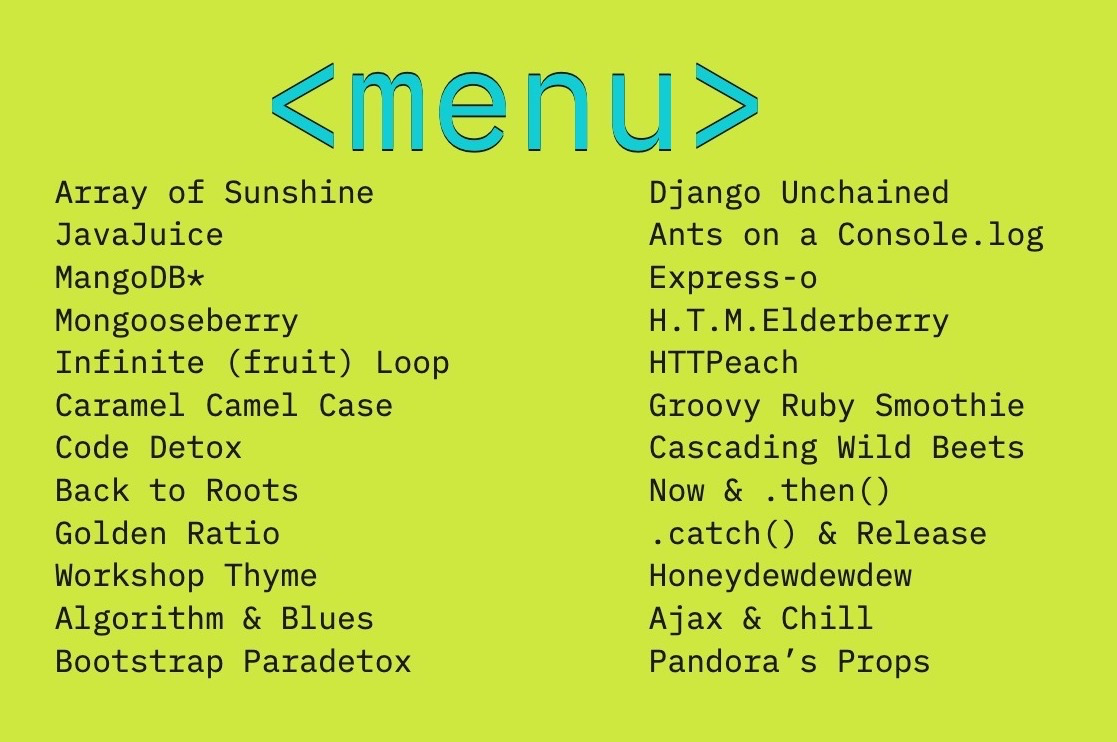 <menu>
Array of Sunshine
JavaJuice
MangoDB*
Mongooseberry
Infinite (fruit) Loop
Caramel Camel Case
Code Detox
Back to Roots
Golden Ratio
Workshop Thyme
Algorithm & Blues
Bootstrap Paradetox
Django Unchained
Ants on a Console.log
Express-o
H.T.M.Elderberry
HTTPeach
Groovy Ruby Smoothie
Cascading Wild Beets
Now & .then()
.catch() & Release
Honeydewdewdew
Ajax & Chill
Pandora’s Props